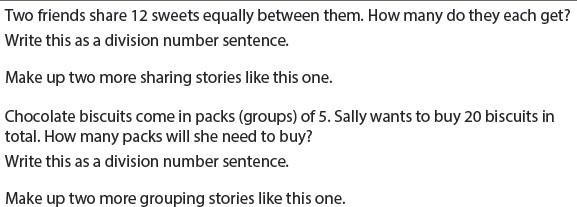 Two friends share 12 sweets equally between them. How many do they each get?
Write this as a division number sentence.
Make up two more sharing stories like this one.
Chocolate biscuits come in packs (groups) of 5. Sally wants to buy 20 biscuits in
total. How many packs will she need to buy?
Write this as a division number sentence.
Make up two more grouping stories like this one.